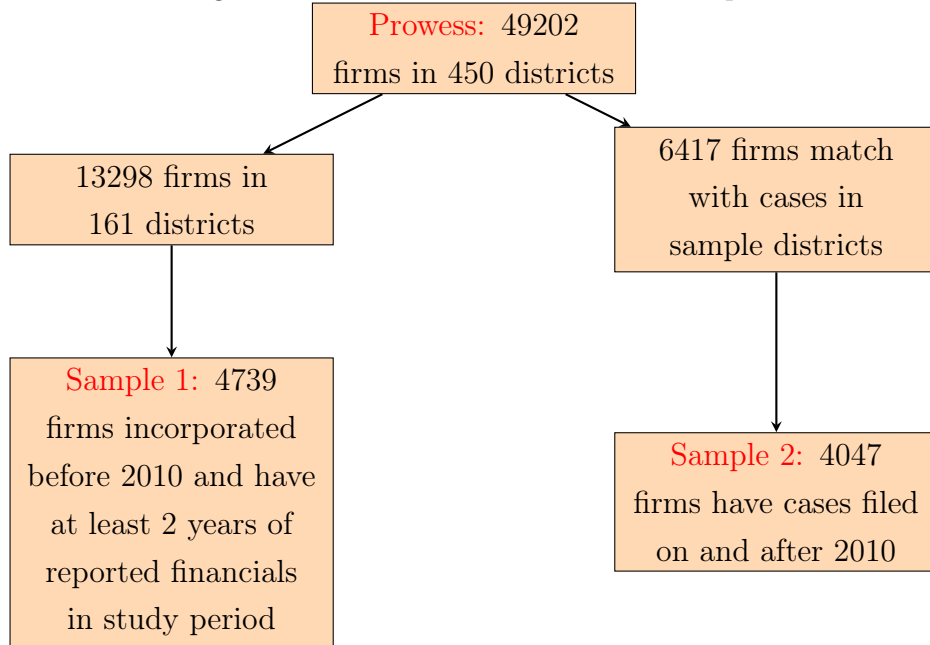 Prowess: 49202
firms in 450 districts
13298 firms in
161 districts
6417 firms match
with cases in
sample districts
Sample 1: 4739
firms incorporated
before 2010 and have
at least 2 years of
reported financials
in study period
Sample 2: 4047
firms have cases filed
on and after 2010